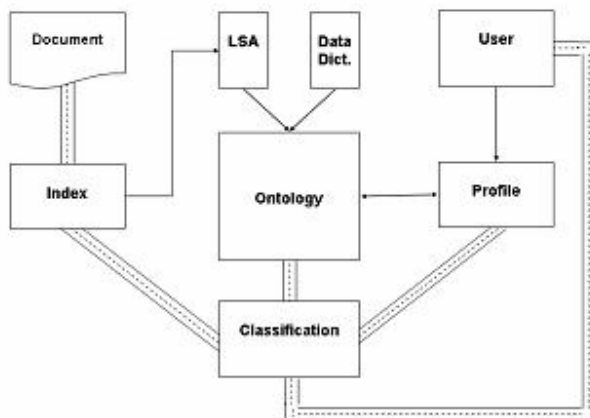 Document
LSA
Data
Dict.
User
Index
Ontology
Profile
Classification